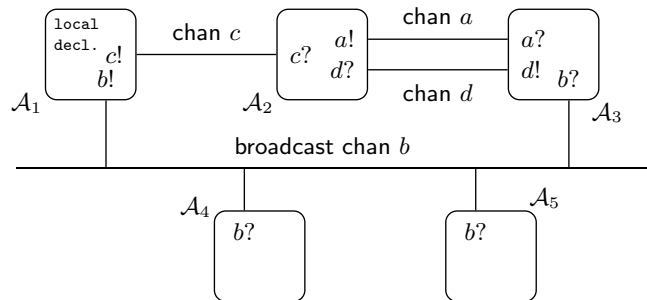 local
decl.
c!
b!
A₁
chan c
c?
a!
d?
A₂
chan a
chan d
a?
d!
b?
A₃
broadcast chan b
A₄
b?
A₅
b?